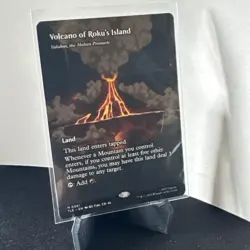 Volcano of Roku's Island
Valakut, the Molten Pinnacle
Land
This land enters tapped.
Whenever a Mountain you control
enters, if you control at least five other
Mountains, you may have this land deal 3
damage to any target.
: Add